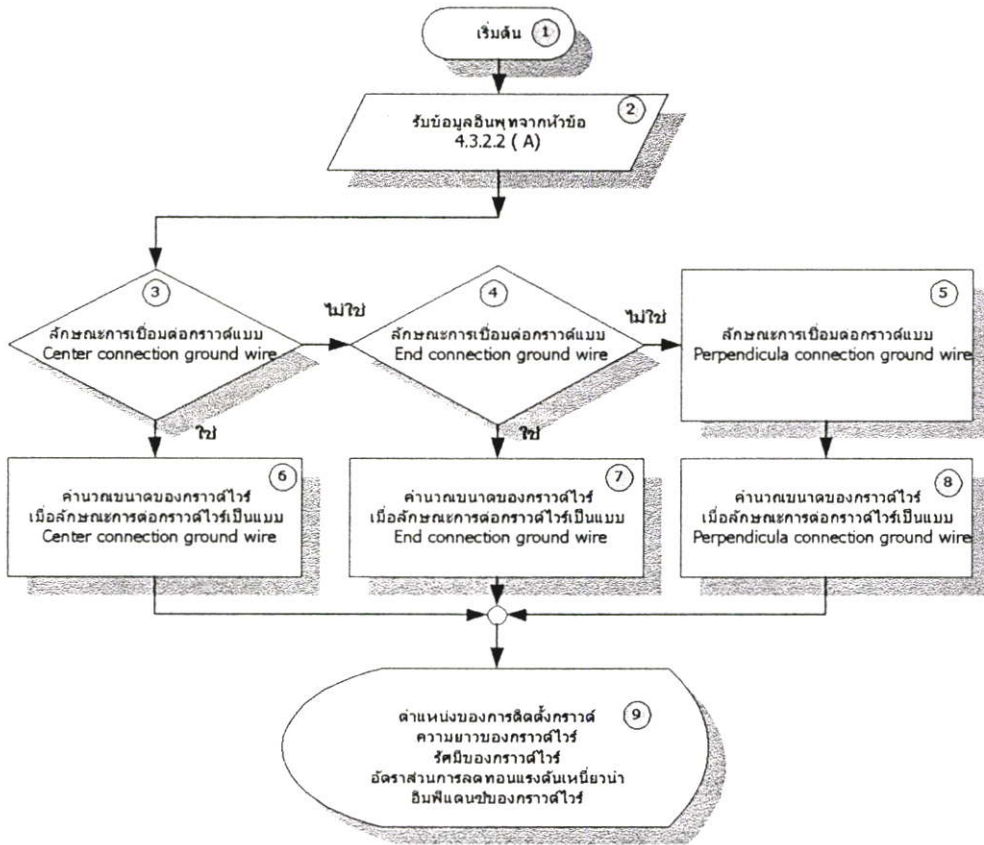 เริ่มต้น 1
2
รับข้อมูลอินพุทจากหัวข้อ
4.3.2.2 ( A)
3
ลักษณะการเชื่อมต่อกราวด์แบบ
Center connection ground wire
ไม่ใช่
ใช่
4
ลักษณะการเชื่อมต่อกราวด์แบบ
End connection ground wire
ไม่ใช่
ใช่
5
ลักษณะการเชื่อมต่อกราวด์แบบ
Perpendicula connection ground wire
6
คำนวณขนาดของกราวด์ไวร์
เมื่อลักษณะการต่อกราวด์ไวร์เป็นแบบ
Center connection ground wire
7
คำนวณขนาดของกราวด์ไวร์
เมื่อลักษณะการต่อกราวด์ไวร์เป็นแบบ
End connection ground wire
8
คำนวณขนาดของกราวด์ไวร์
เมื่อลักษณะการต่อกราวด์ไวร์เป็นแบบ
Perpendicula connection ground wire
9
ตำแหน่งของการติดตั้งกราวด์
ความยาวของกราวด์ไวร์
รัศมีของกราวด์ไวร์
อัตราส่วนการลดทอนแรงดันเหนี่ยวนำ
อิมพีแดนซ์ของกราวด์ไวร์